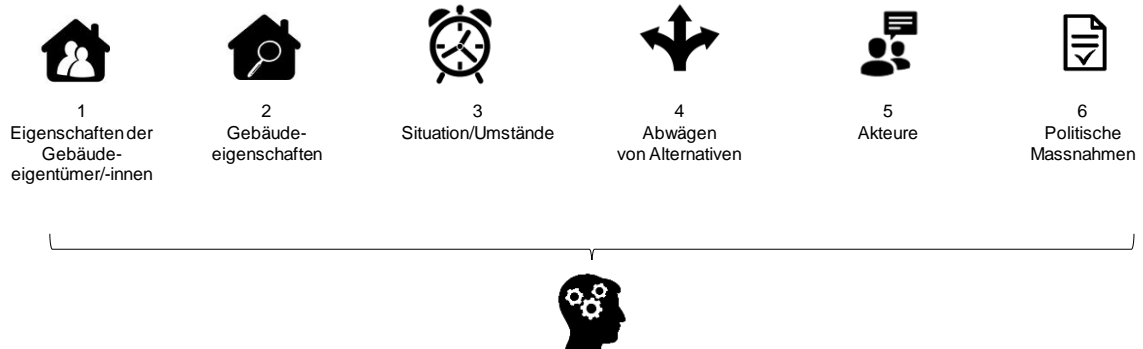 1
Eigenschaften der
Gebäude-
eigentümer/-innen
2
Gebäude-
eigenschaften
3
Situation/Umstände
4
Abwägen
von Alternativen
5
Akteure
6
Politische
Massnahmen